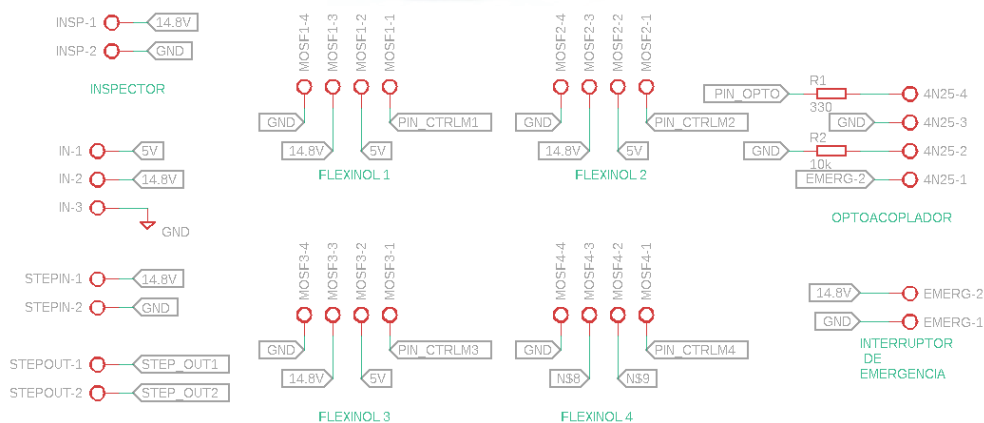 INSP-1 14.8V
INSP-2 GND
INSPECTOR
IN-1 5V
IN-2 14.8V
IN-3
GND
STEPIN-1 14.8V
STEPIN-2 GND
STEPOUT-1 STEP_OUT1
STEPOUT-2 STEP_OUT2
MOSF1-4 MOSF1-3 MOSF1-2 MOSF1-1
GND PIN_CTRLM1
14.8V 5V
FLEXINOL 1
MOSF2-4 MOSF2-3 MOSF2-2 MOSF2-1
GND PIN_CTRLM2
14.8V 5V
FLEXINOL 2
MOSF3-4 MOSF3-3 MOSF3-2 MOSF3-1
GND PIN_CTRLM3
14.8V 5V
FLEXINOL 3
MOSF4-4 MOSF4-3 MOSF4-2 MOSF4-1
GND PIN_CTRLM4
N$8 N$9
FLEXINOL 4
R1
PIN_OPTO 4N25-4
330
GND 4N25-3
R2
GND 4N25-2
10k
EMERG-2 4N25-1
OPTOACOPLADOR
14.8V EMERG-2
GND EMERG-1
INTERRUPTOR
DE
EMERGENCIA